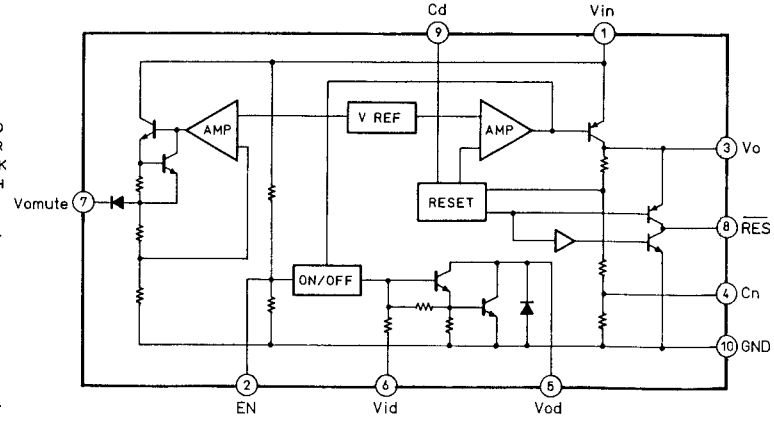 Cd
Vin
9
1
AMP
V REF
AMP
3 Vo
Vomute 7
RESET
8 R̅E̅S̅
ON/OFF
4 Cn
10 GND
2
6
5
EN
Vid
Vod